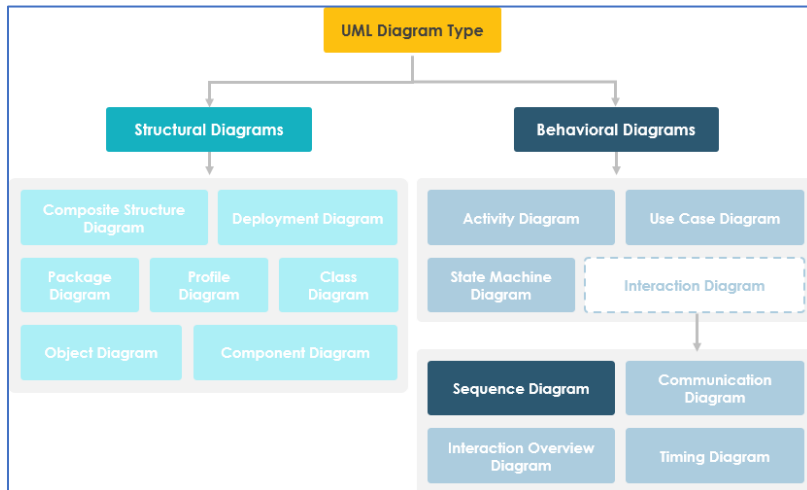 UML Diagram Type
Structural Diagrams
Behavioral Diagrams
Composite Structure
Diagram
Deployment Diagram
Package
Diagram
Profile
Diagram
Class
Diagram
Object Diagram
Component Diagram
Activity Diagram
Use Case Diagram
State Machine
Diagram
Interaction Diagram
Sequence Diagram
Communication
Diagram
Interaction Overview
Diagram
Timing Diagram